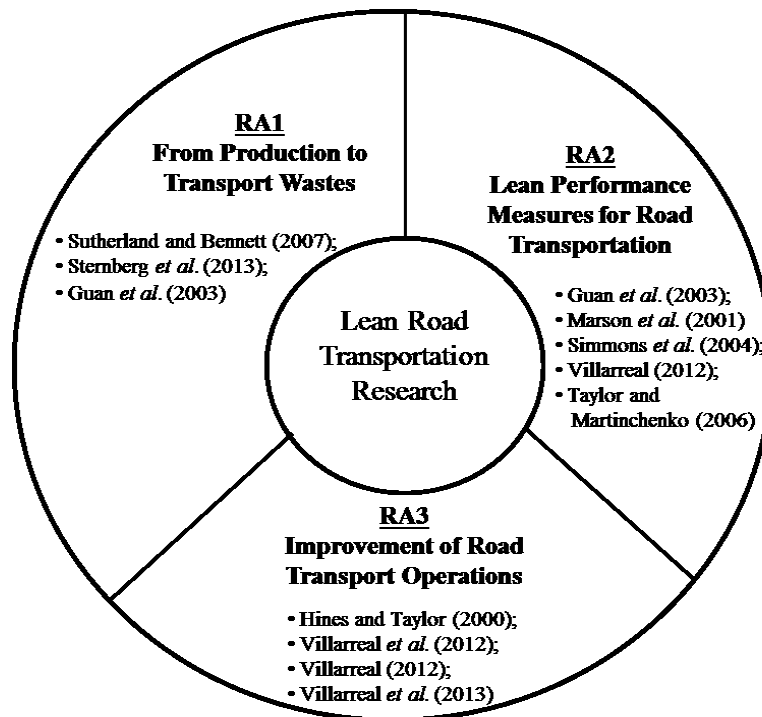 RA1
From Production to
Transport Wastes
• Sutherland and Bennett (2007);
• Sternberg et al. (2013);
• Guan et al. (2003)
RA2
Lean Performance
Measures for Road
Transportation
• Guan et al. (2003);
• Marson et al. (2001)
• Simmons et al. (2004);
• Villarreal (2012);
• Taylor and
Martinchenko (2006)
Lean Road
Transportation
Research
RA3
Improvement of Road
Transport Operations
• Hines and Taylor (2000);
• Villarreal et al. (2012);
• Villarreal (2012);
• Villarreal et al. (2013)